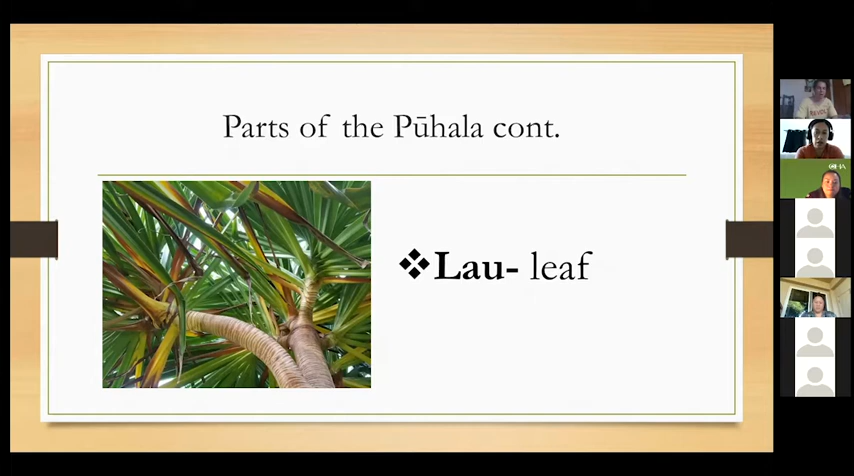 Parts of the Pūhala cont.
❖Lau- leaf